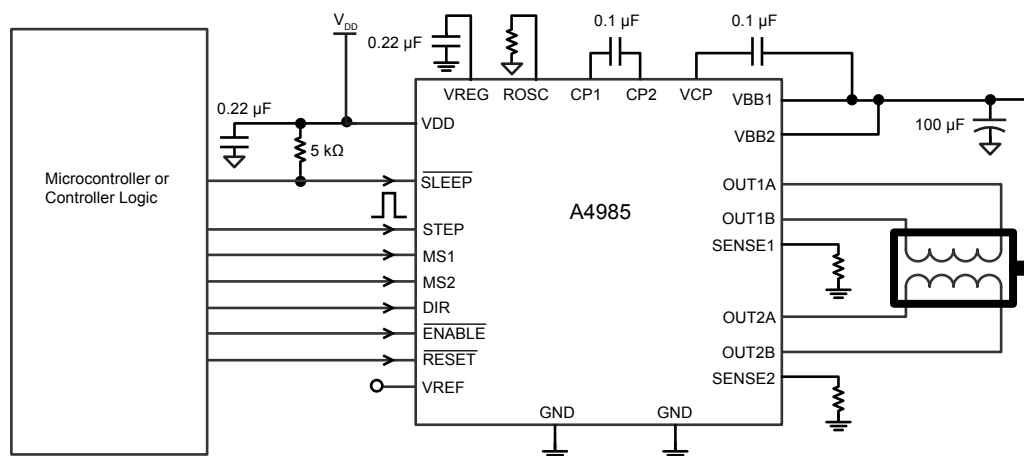 V_DD
0.22 µF
0.1 µF
0.1 µF
0.22 µF
5 kΩ
VREG
ROSC
CP1
CP2
VCP
VBB1
VBB2
100 µF
VDD
Microcontroller or
Controller Logic
SLEEP
A4985
STEP
MS1
MS2
DIR
ENABLE
RESET
VREF
OUT1A
OUT1B
SENSE1
OUT2A
OUT2B
SENSE2
GND
GND